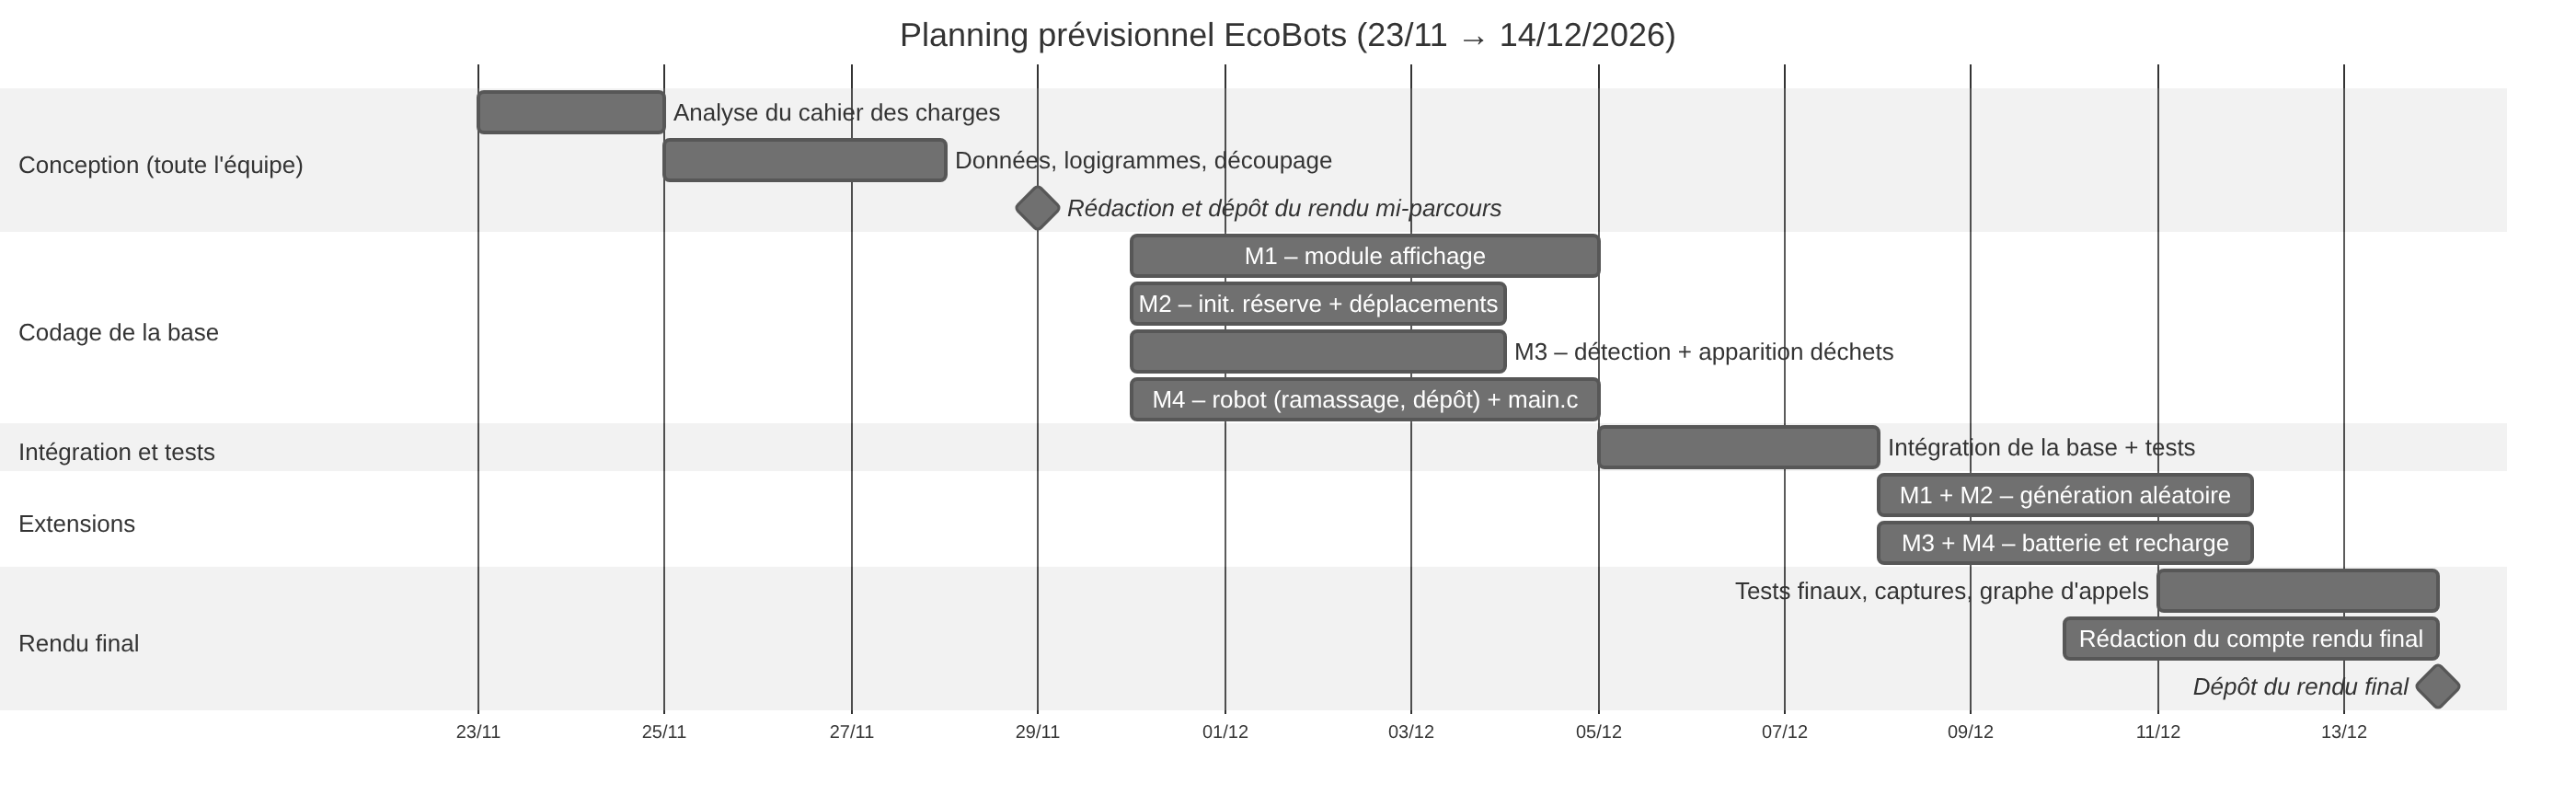 Planning prévisionnel EcoBots (23/11 → 14/12/2026)
Conception (toute l'équipe)
Analyse du cahier des charges
Données, logigrammes, découpage
Rédaction et dépôt du rendu mi-parcours
Codage de la base
M1 – module affichage
M2 – init. réserve + déplacements
M3 – détection + apparition déchets
M4 – robot (ramassage, dépôt) + main.c
Intégration et tests
Intégration de la base + tests
Extensions
M1 + M2 – génération aléatoire
M3 + M4 – batterie et recharge
Rendu final
Tests finaux, captures, graphe d'appels
Rédaction du compte rendu final
Dépôt du rendu final
23/11 25/11 27/11 29/11 01/12 03/12 05/12 07/12 09/12 11/12 13/12